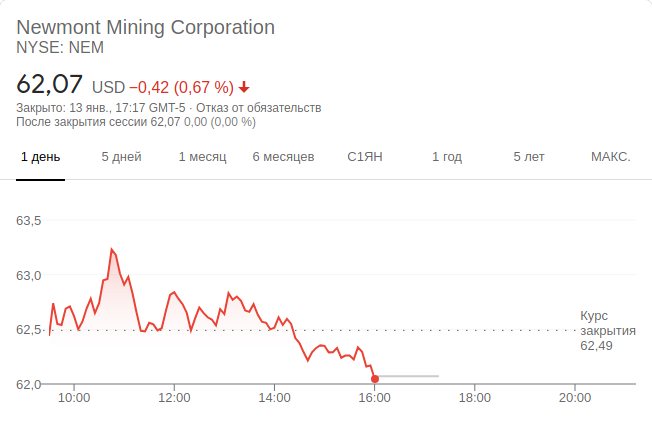 Newmont Mining Corporation
NYSE: NEM
62,07 USD −0,42 (0,67 %)
Закрыто: 13 янв., 17:17 GMT-5 · Отказ от обязательств
После закрытия сессии 62,07 0,00 (0,00 %)
1 день 5 дней 1 месяц 6 месяцев С1ЯН 1 год 5 лет МАКС.
63,5
63,0
62,5
62,0
Курс
закрытия
62,49
10:00 12:00 14:00 16:00 18:00 20:00